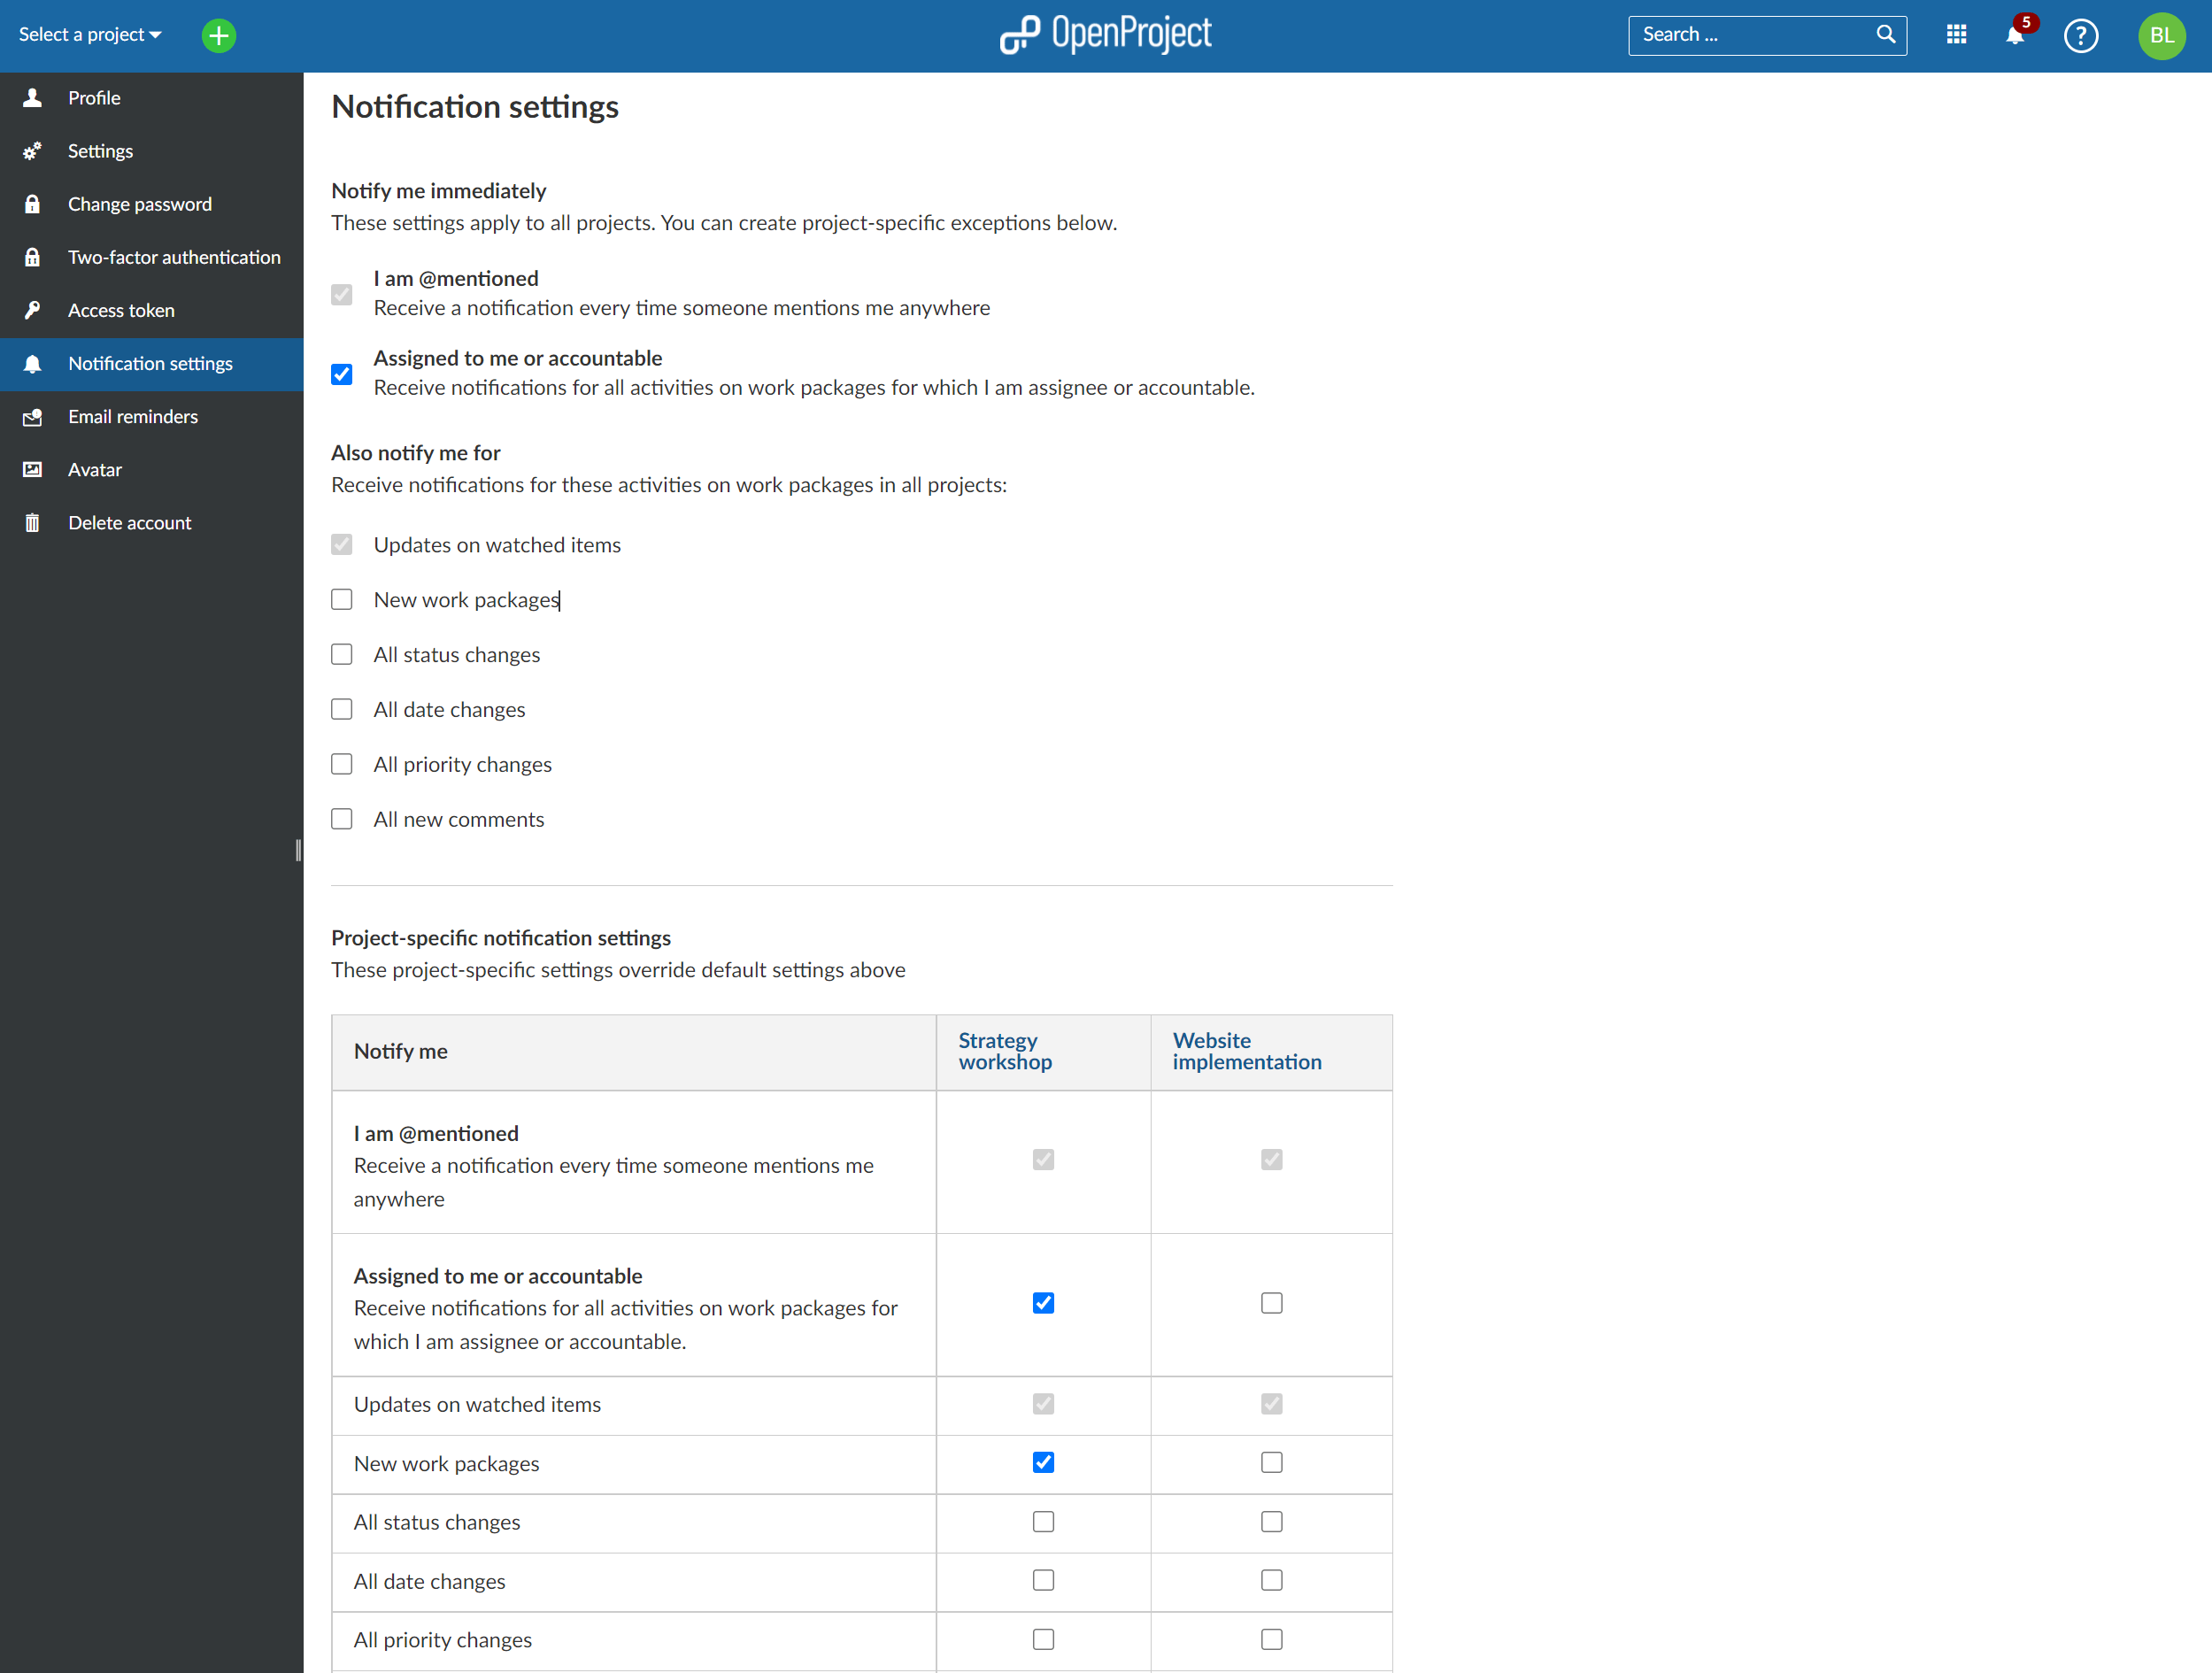 Select a project
OpenProject
Search ...
5
?
BL
Profile
Settings
Change password
Two-factor authentication
Access token
Notification settings
Email reminders
Avatar
Delete account
Notification settings
Notify me immediately
These settings apply to all projects. You can create project-specific exceptions below.
I am @mentioned
Receive a notification every time someone mentions me anywhere
Assigned to me or accountable
Receive notifications for all activities on work packages for which I am assignee or accountable.
Also notify me for
Receive notifications for these activities on work packages in all projects:
Updates on watched items
New work packages
All status changes
All date changes
All priority changes
All new comments
Project-specific notification settings
These project-specific settings override default settings above
Notify me
Strategy
workshop
Website
implementation
I am @mentioned
Receive a notification every time someone mentions me
anywhere
Assigned to me or accountable
Receive notifications for all activities on work packages for
which I am assignee or accountable.
Updates on watched items
New work packages
All status changes
All date changes
All priority changes